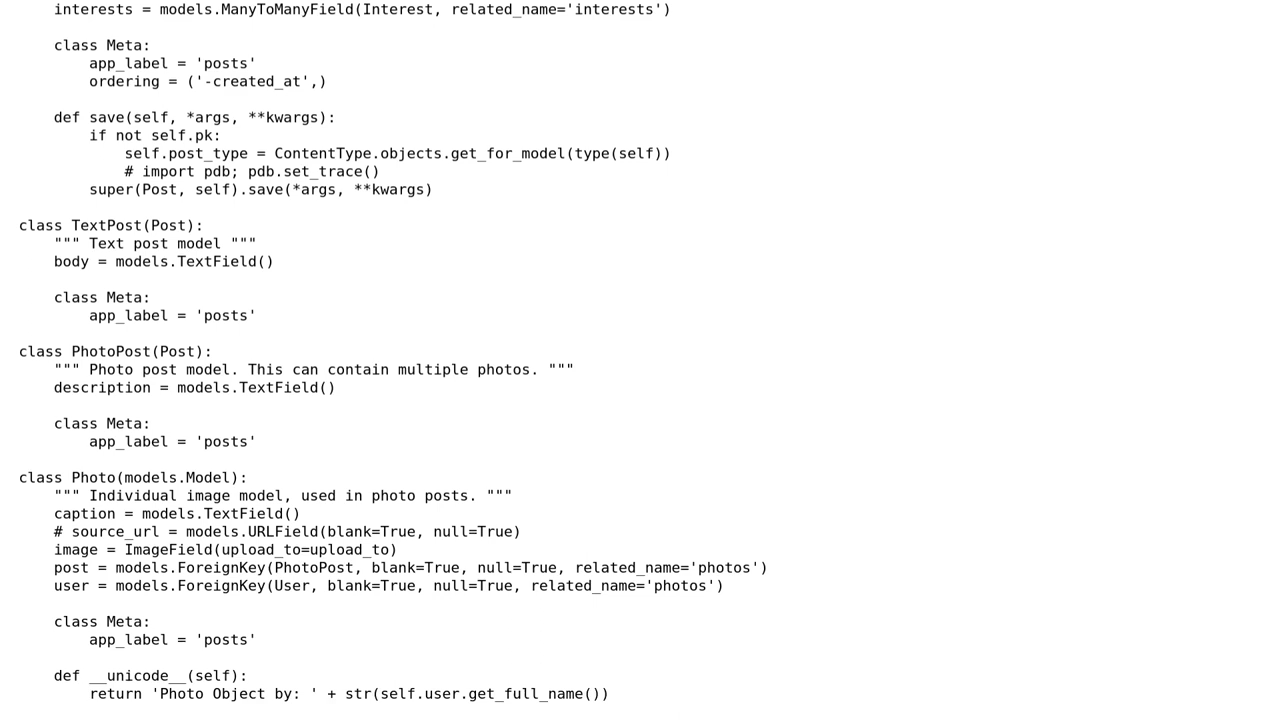 interests = models.ManyToManyField(Interest, related_name='interests')

    class Meta:
        app_label = 'posts'
        ordering = ('-created_at',)

    def save(self, *args, **kwargs):
        if not self.pk:
            self.post_type = ContentType.objects.get_for_model(type(self))
            # import pdb; pdb.set_trace()
        super(Post, self).save(*args, **kwargs)

class TextPost(Post):
    """ Text post model """
    body = models.TextField()

    class Meta:
        app_label = 'posts'

class PhotoPost(Post):
    """ Photo post model. This can contain multiple photos. """
    description = models.TextField()

    class Meta:
        app_label = 'posts'

class Photo(models.Model):
    """ Individual image model, used in photo posts. """
    caption = models.TextField()
    # source_url = models.URLField(blank=True, null=True)
    image = ImageField(upload_to=upload_to)
    post = models.ForeignKey(PhotoPost, blank=True, null=True, related_name='photos')
    user = models.ForeignKey(User, blank=True, null=True, related_name='photos')

    class Meta:
        app_label = 'posts'

    def __unicode__(self):
        return 'Photo Object by: ' + str(self.user.get_full_name())